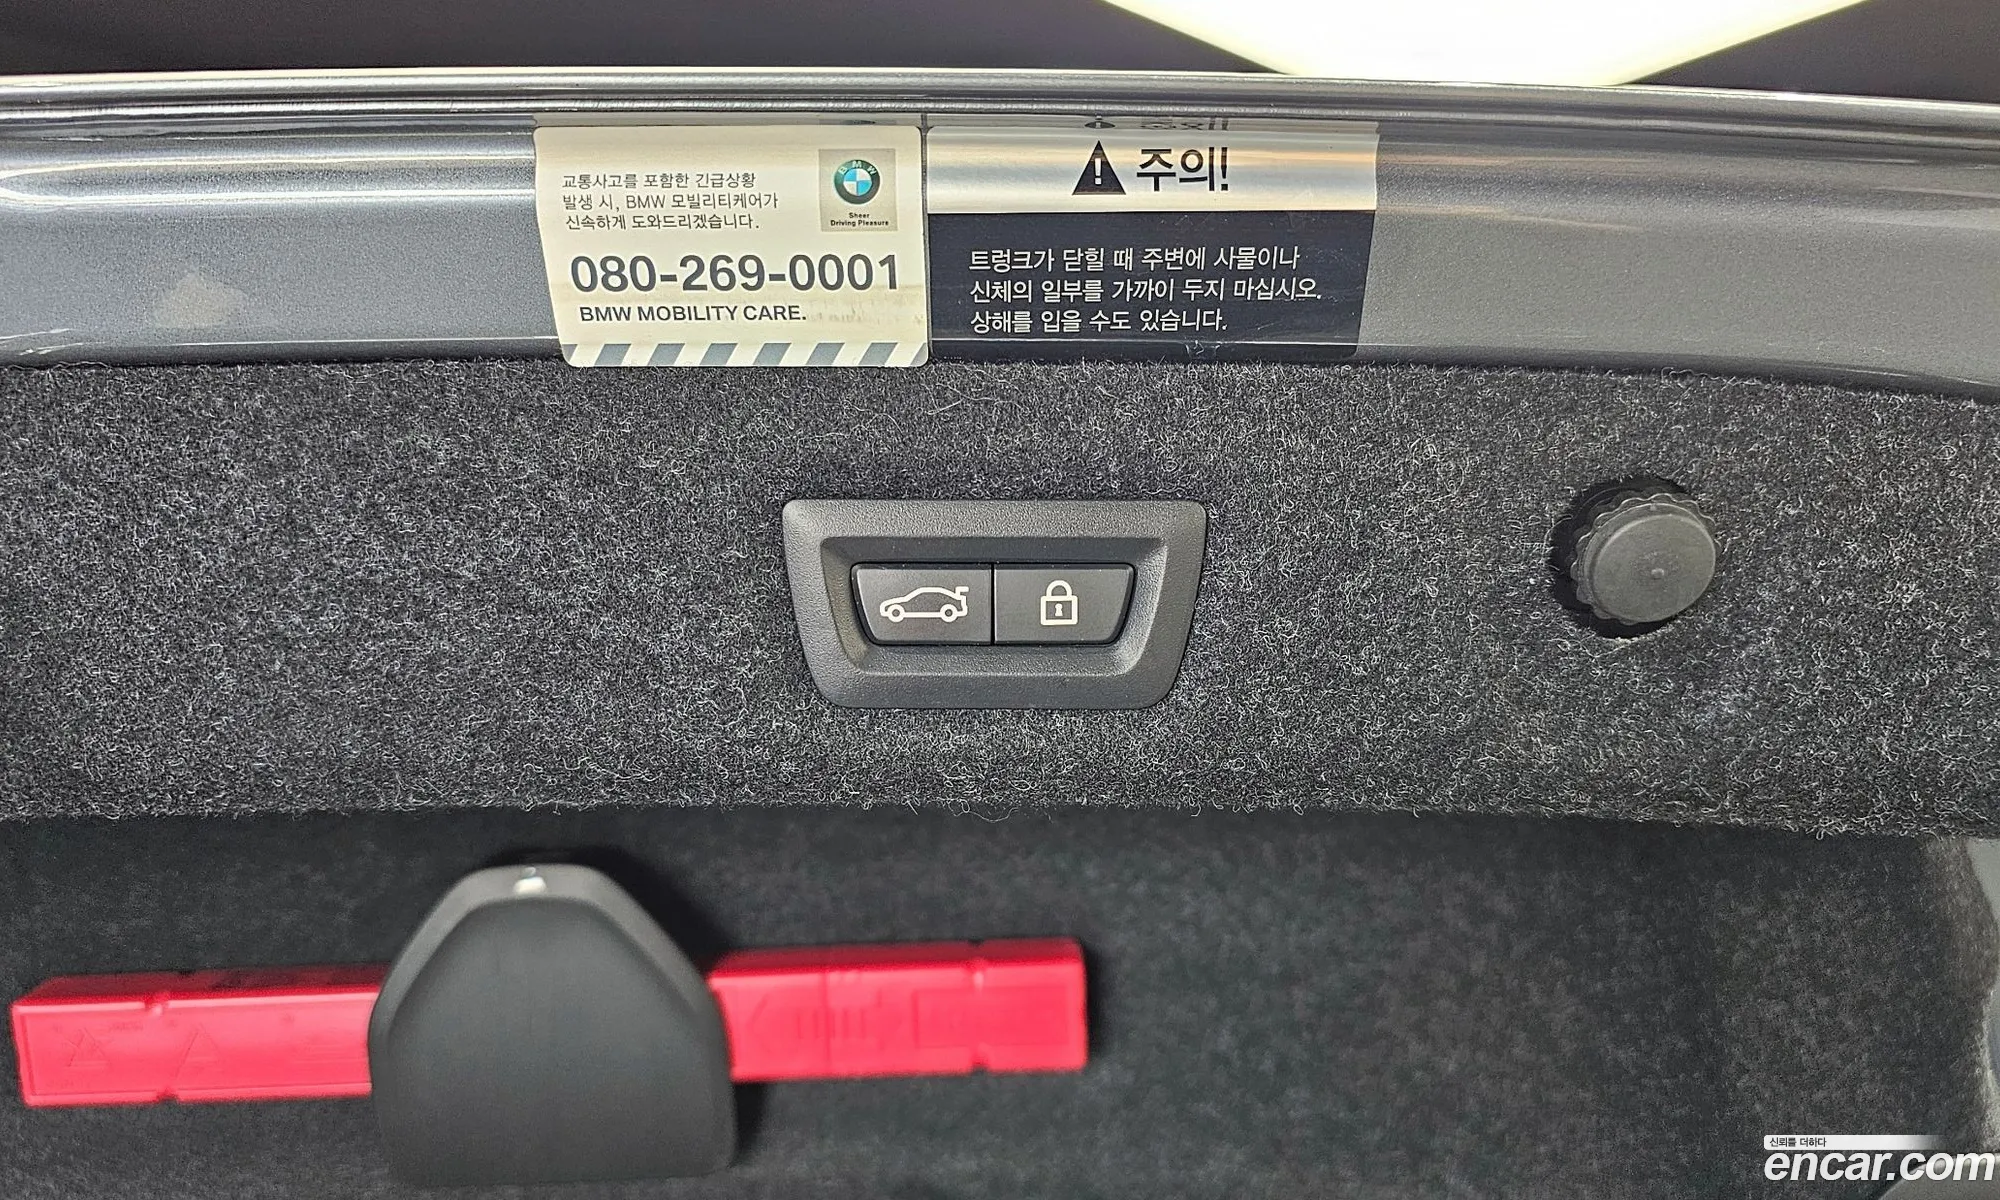 교통사고를 포함한 긴급상황
발생 시, BMW 모빌리티케어가
신속하게 도와드리겠습니다.
BMW
Sheer
Driving Pleasure
080-269-0001
BMW MOBILITY CARE.
주의!
트렁크가 닫힐 때 주변에 사물이나
신체의 일부를 가까이 두지 마십시오.
상해를 입을 수도 있습니다.
신뢰를 더하다
encar.com